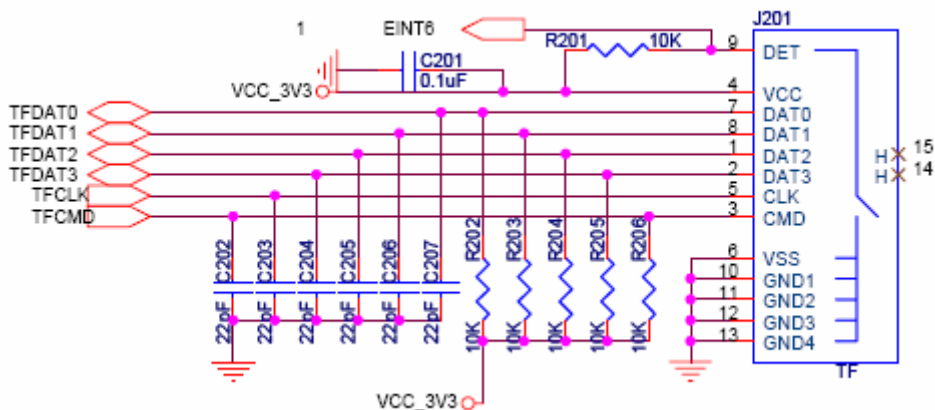 J201
1 EINT6
R201 10K 9 DET
C201
0.1uF
VCC_3V3 4 VCC
TFDAT0 7 DAT0
TFDAT1 8 DAT1
TFDAT2 1 DAT2
TFDAT3 2 DAT3
TFCLK 5 CLK
TFCMD 3 CMD
H 15
H 14
C202 C203 C204 C205 C206 C207 R202 R203 R204 R205 R206
22pF 22pF 22pF 22pF 22pF 22pF 10K 10K 10K 10K 10K
6 VSS
10 GND1
11 GND2
12 GND3
13 GND4
TF
VCC_3V3